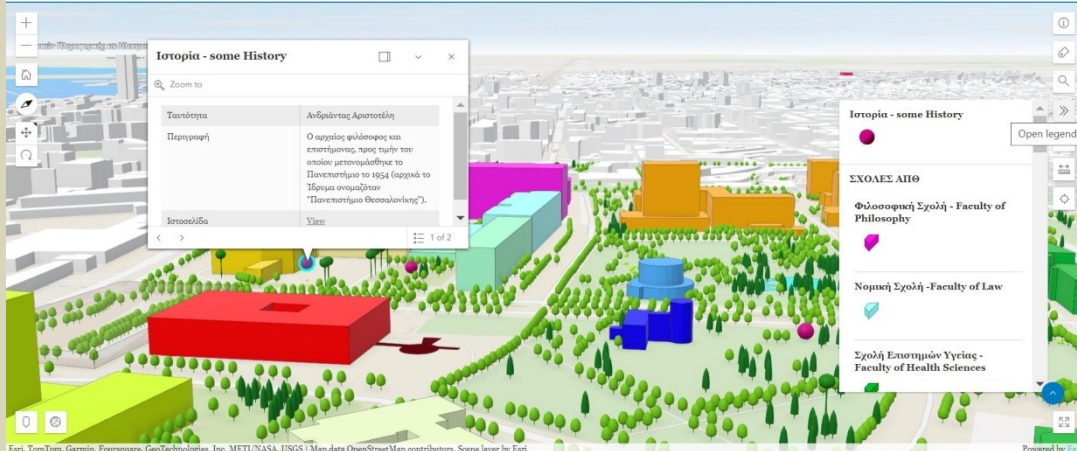 Ιστορία - some History
Zoom to
Ταυτότητα
Ανδριάντας Αριστοτέλη
Περιγραφή
Ο αρχαίος φιλόσοφος και
επιστήμονας, προς τιμήν του
οποίου μετονομάσθηκε το
Πανεπιστήμιο το 1954 (αρχικά το
Ίδρυμα ονομαζόταν
"Πανεπιστήμιο Θεσσαλονίκης").
Ιστοσελίδα
View
1 of 2
Ιστορία - some History
Open legend
ΣΧΟΛΕΣ ΑΠΘ
Φιλοσοφική Σχολή - Faculty of
Philosophy
Νομική Σχολή -Faculty of Law
Σχολή Επιστημών Υγείας -
Faculty of Health Sciences
Esri, TomTom, Garmin, Foursquare, GeoTechnologies, Inc, METI/NASA, USGS | Map data OpenStreetMap contributors, Scene layer by Esri
Powered by